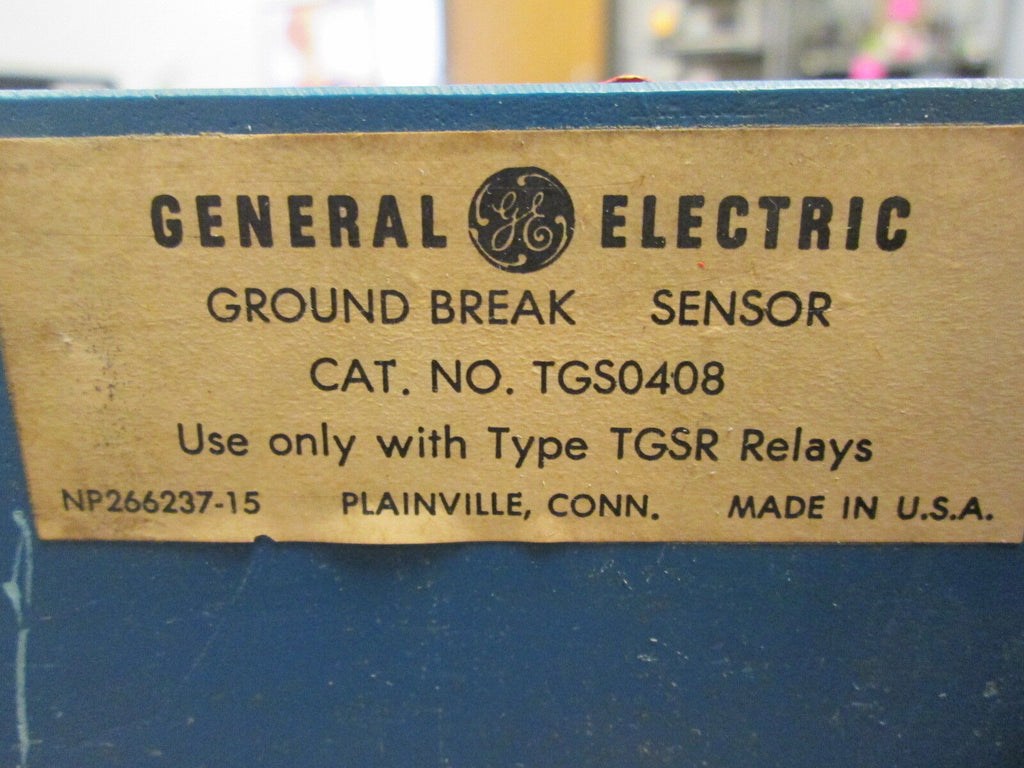 GENERAL GE ELECTRIC
GROUND BREAK SENSOR
CAT. NO. TGS0408
Use only with Type TGSR Relays
NP266237-15 PLAINVILLE, CONN. MADE IN U.S.A.